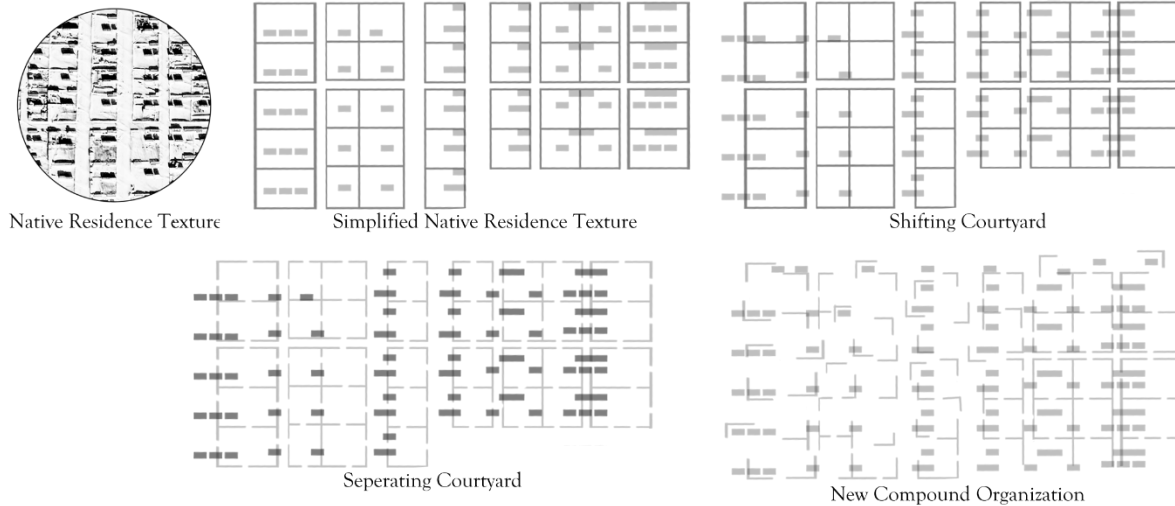 Native Residence Texture
Simplified Native Residence Texture
Shifting Courtyard
Seperating Courtyard
New Compound Organization